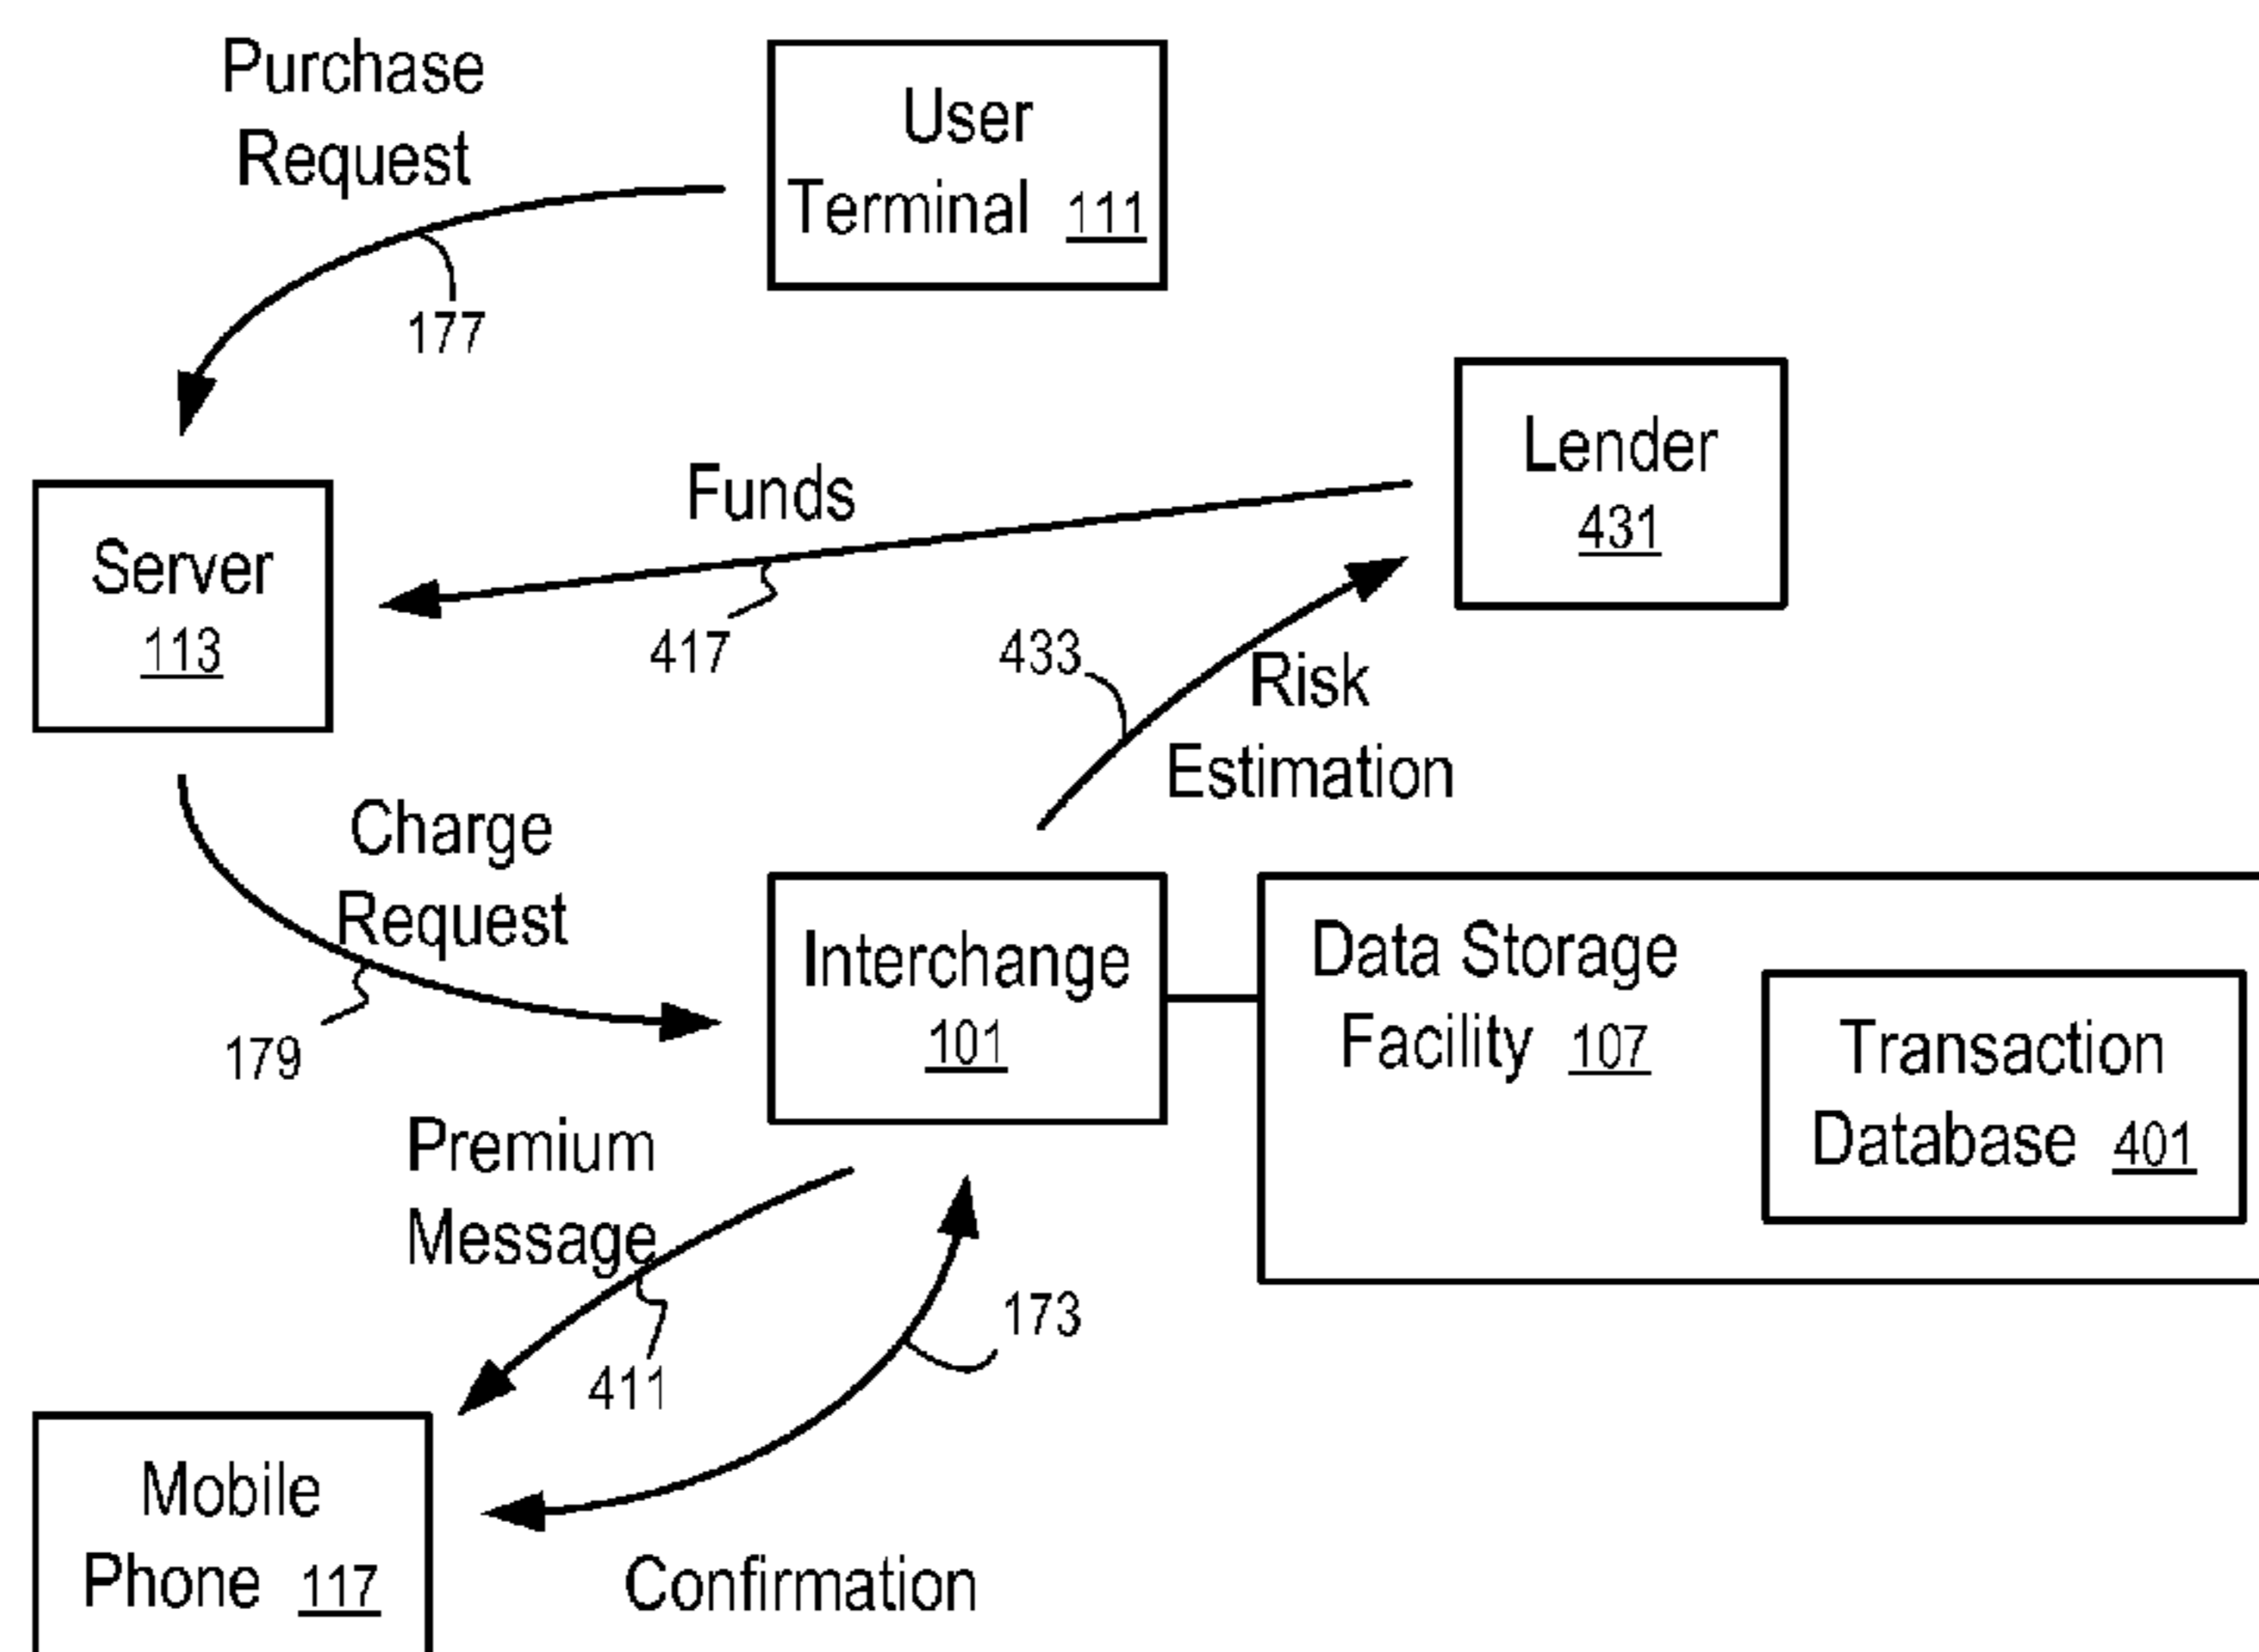 Purchase
Request
177
User
Terminal 111
Lender
431
Funds
417
Server
113
433
Risk
Estimation
Charge
Request
179
Interchange
101
Data Storage
Facility 107
Transaction
Database 401
Premium
Message
411
173
Mobile
Phone 117
Confirmation